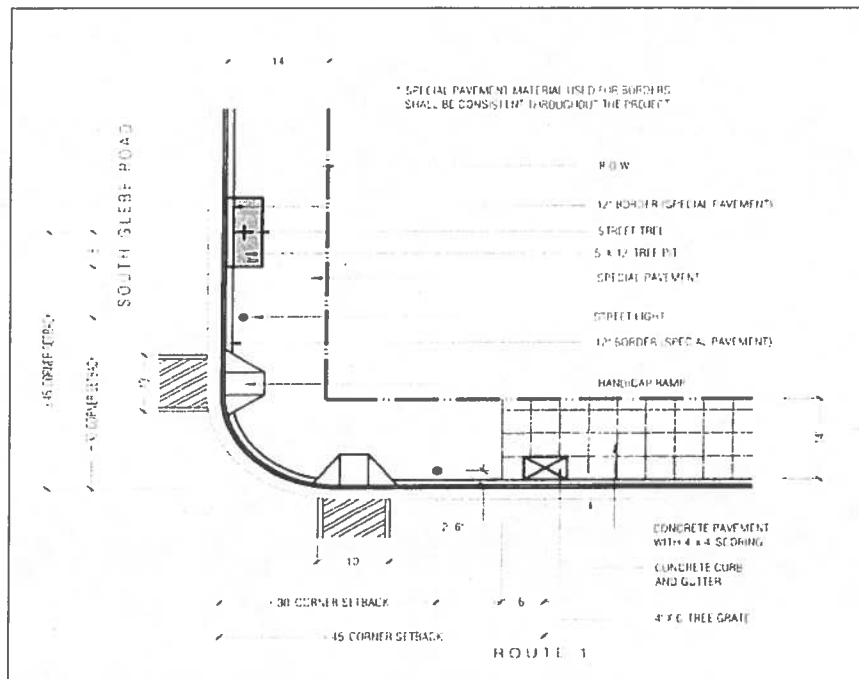 14
* SPECIAL PAVEMENT MATERIAL USED FOR BORDERS
SHALL BE CONSISTENT THROUGHOUT THE PROJECT
SOUTH GLEBE ROAD
R.O.W
12" BORDER (SPECIAL PAVEMENT)
STREET TREE
5 X 12 TREE PIT
SPECIAL PAVEMENT
STREET LIGHT
12" BORDER (SPECIAL PAVEMENT)
HANDICAP RAMP
45 CORNER SETBACK
CORNER SETBACK
10
14'
2'-6"
CONCRETE PAVEMENT
WITH 4 x 4 SCORING
10
CONCRETE CURB
AND GUTTER
30 CORNER SETBACK
6
4' X 6 TREE GRATE
45 CORNER SETBACK
ROUTE 1